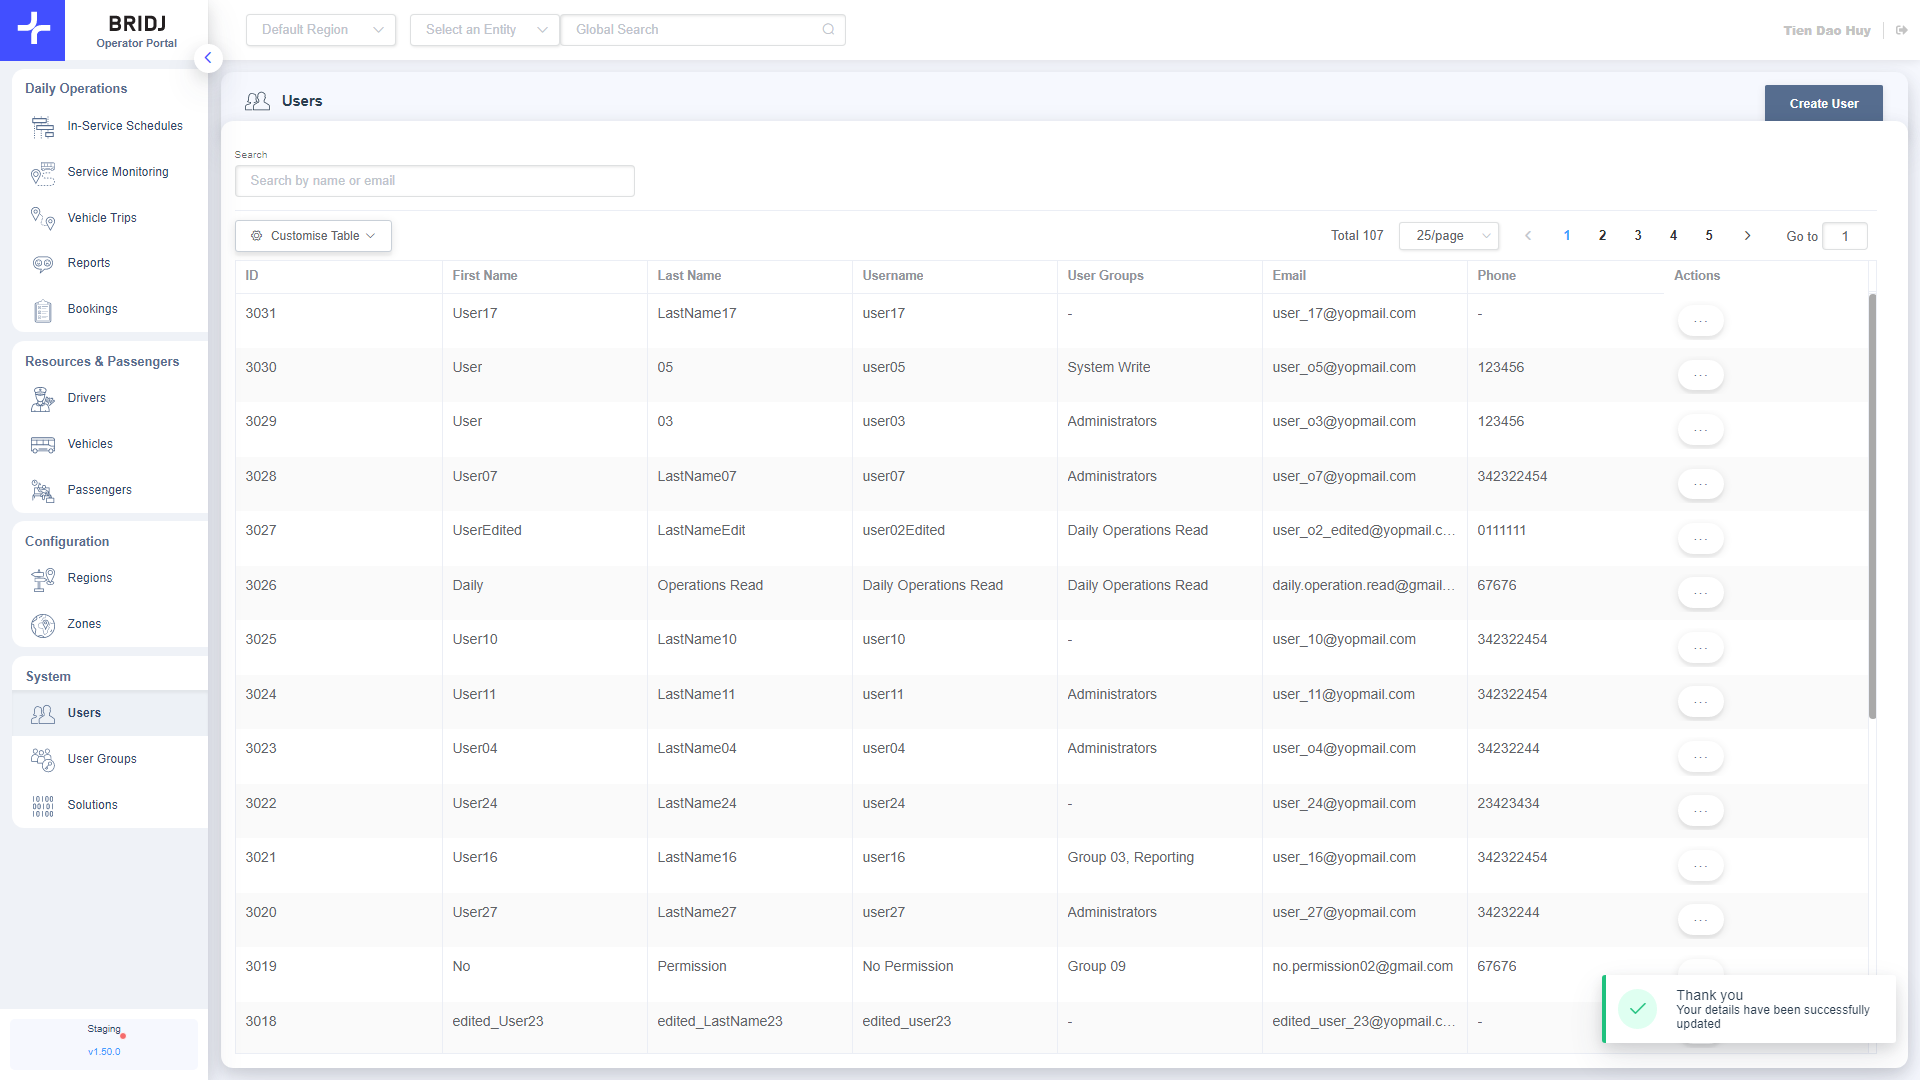 BRIDJ
Operator Portal
Default Region
Select an Entity
Global Search
Tien Dao Huy
Daily Operations
In-Service Schedules
Service Monitoring
Vehicle Trips
Reports
Bookings
Resources & Passengers
Drivers
Vehicles
Passengers
Configuration
Regions
Zones
System
Users
User Groups
Solutions
Staging
v1.50.0
Users
Create User
Search
Search by name or email
Customise Table
Total 107 25/page 1 2 3 4 5 Go to 1
ID First Name Last Name Username User Groups Email Phone Actions
3031 User17 LastName17 user17 - user_17@yopmail.com - ...
3030 User 05 user05 System Write user_o5@yopmail.com 123456 ...
3029 User 03 user03 Administrators user_o3@yopmail.com 123456 ...
3028 User07 LastName07 user07 Administrators user_o7@yopmail.com 342322454 ...
3027 UserEdited LastNameEdit user02Edited Daily Operations Read user_o2_edited@yopmail.c... 0111111 ...
3026 Daily Operations Read Daily Operations Read Daily Operations Read daily.operation.read@gmail... 67676 ...
3025 User10 LastName10 user10 - user_10@yopmail.com 342322454 ...
3024 User11 LastName11 user11 Administrators user_11@yopmail.com 342322454 ...
3023 User04 LastName04 user04 Administrators user_o4@yopmail.com 34232244 ...
3022 User24 LastName24 user24 - user_24@yopmail.com 23423434 ...
3021 User16 LastName16 user16 Group 03, Reporting user_16@yopmail.com 342322454 ...
3020 User27 LastName27 user27 Administrators user_27@yopmail.com 34232244 ...
3019 No Permission No Permission Group 09 no.permission02@gmail.com 67676
3018 edited_User23 edited_LastName23 edited_user23 - edited_user_23@yopmail.c... -
Thank you
Your details have been successfully
updated